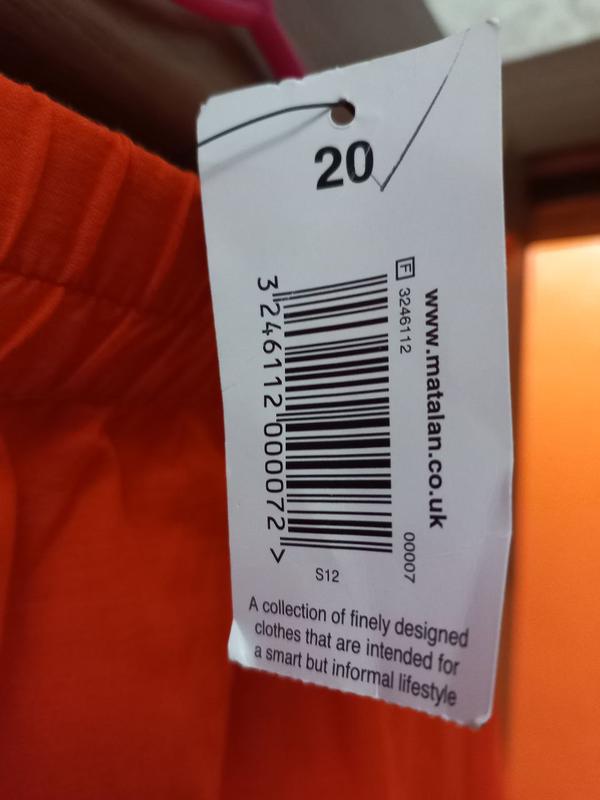 20
F 3246112
www.matalan.co.uk
3 246112 000072 >
00007
S12
A collection of finely designed
clothes that are intended for
a smart but informal lifestyle